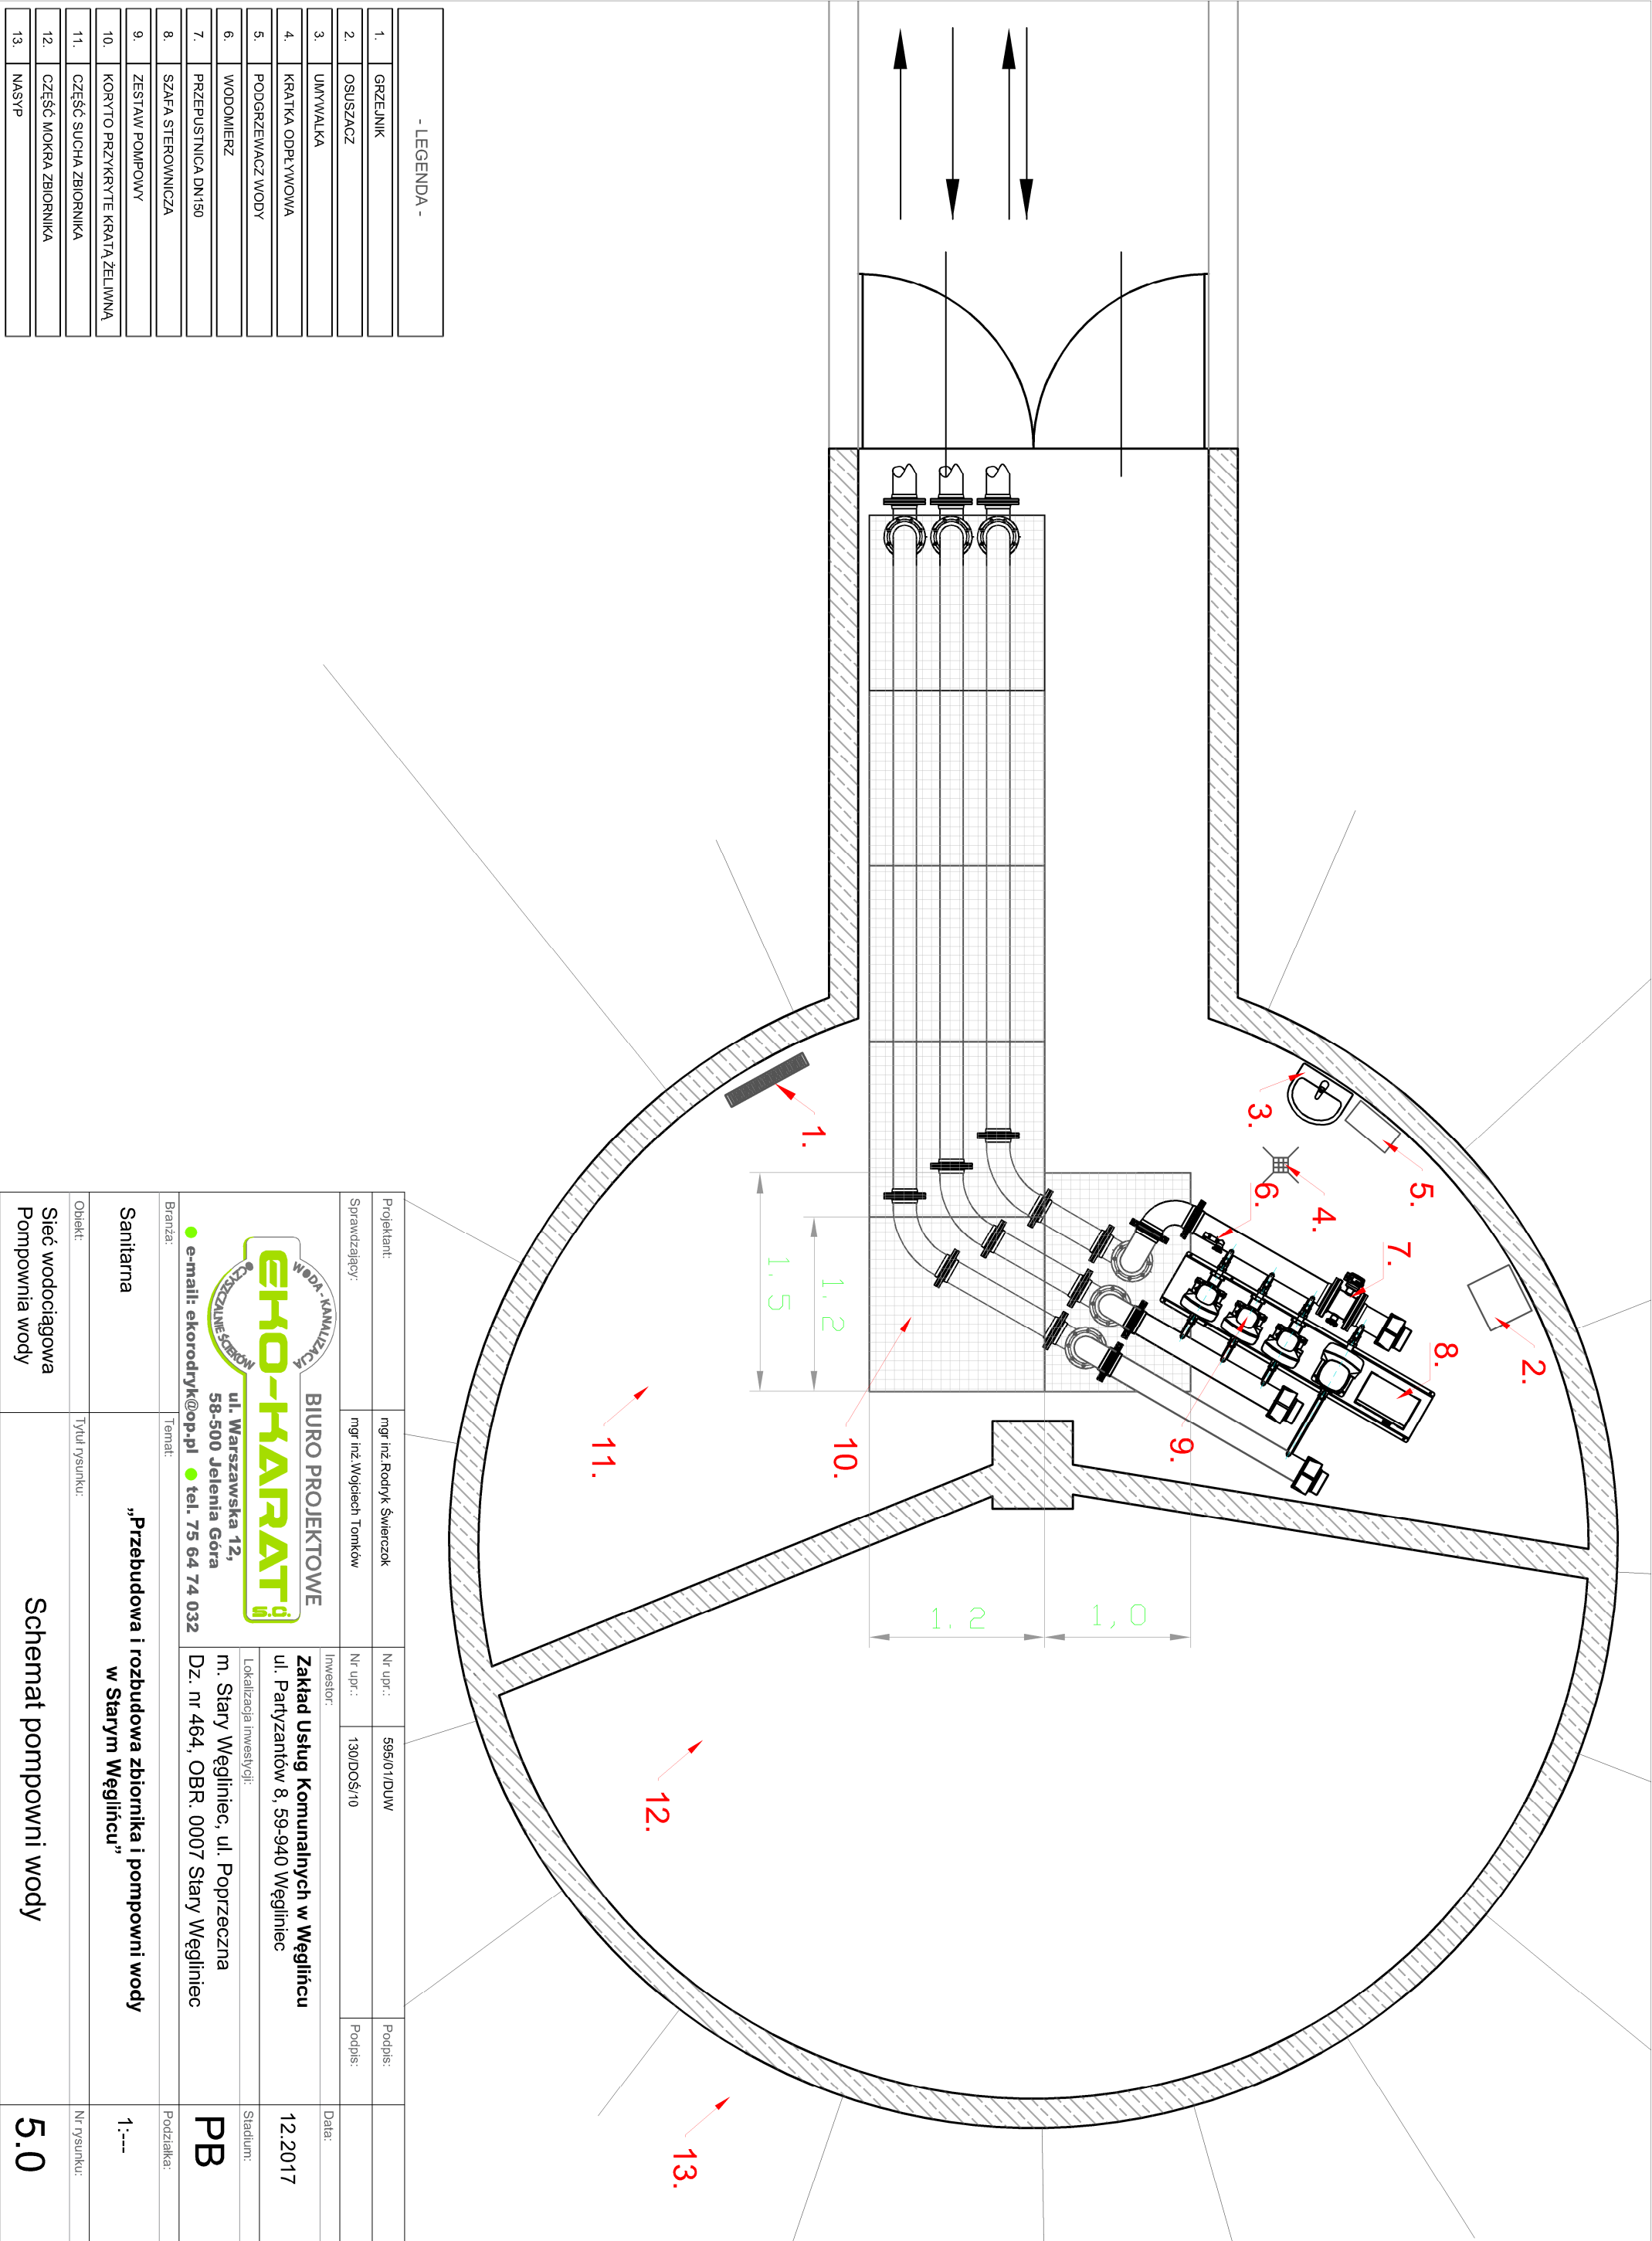 - LEGENDA -
1. GRZEJNIK
2. OSUSZACZ
3. UMYWALKA
4. KRATKA ODPŁYWOWA
5. PODGRZEWACZ WODY
6. WODOMIERZ
7. PRZEPUSTNICA DN150
8. SZAFA STEROWNICZA
9. ZESTAW POMPOWY
10. KORYTO PRZYKRYTE KRATĄ ŻELIWNĄ
11. CZĘŚĆ SUCHA ZBIORNIKA
12. CZĘŚĆ MOKRA ZBIORNIKA
13. NASYP
1.
2.
3.
4.
5.
6.
7.
8.
9.
10.
11.
12.
13.
1.5
1.2
1.2
1,0
Projektant: mgr inż.Rodryk Świerczok Nr upr.: 595/01/DUW Podpis:
Sprawdzający: mgr inż.Wojciech Tomków Nr upr.: 130/DOŚ/10 Podpis:
WODA - KANALIZACJA
EKO-KARAT s.c.
BIURO PROJEKTOWE
ul. Warszawska 12,
58-500 Jelenia Góra
e-mail: ekorodryk@op.pl tel. 75 64 74 032
Inwestor:
Zakład Usług Komunalnych w Węglińcu
ul. Partyzantów 8, 59-940 Węgliniec
Data:
12.2017
Lokalizacja inwestycji:
m. Stary Węgliniec, ul. Poprzeczna
Dz. nr 464, OBR. 0007 Stary Węgliniec
Stadium:
PB
Branża:
Sanitarna
Temat:
„Przebudowa i rozbudowa zbiornika i pompowni wody
w Starym Węglińcu”
Podziałka:
1:---
Obiekt:
Sieć wodociągowa
Pompownia wody
Tytuł rysunku:
Schemat pompowni wody
Nr rysunku:
5.0